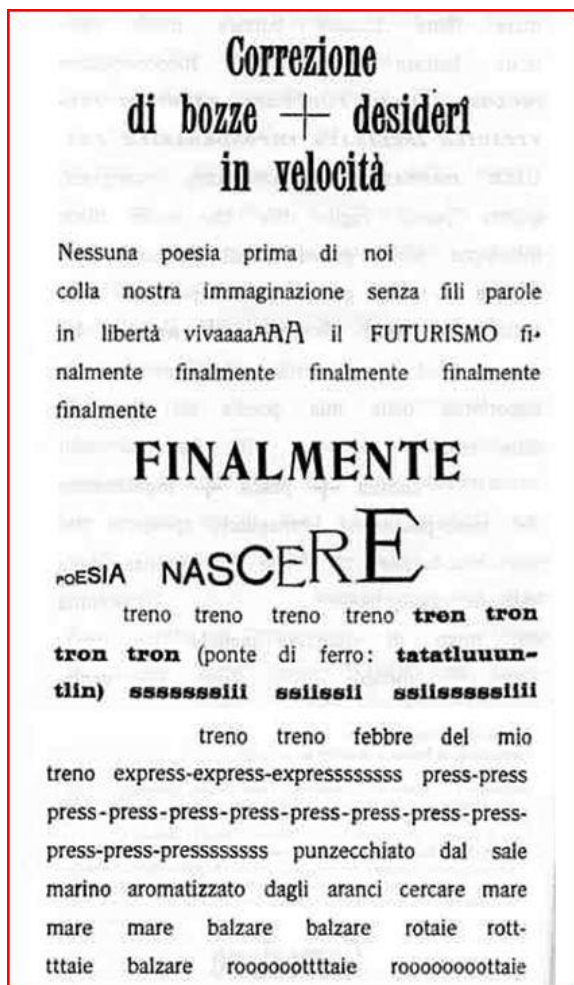 Correzione
di bozze + desideri
in velocità
Nessuna poesia prima di noi
colla nostra immaginazione senza fili parole
in libertà vivaaaaAAA il FUTURISMO fi-
nalmente finalmente finalmente finalmente
finalmente
FINALMENTE
POESIA NASCERE
treno treno treno treno tron tron
tron tron (ponte di ferro: tatatluuun-
tlin) sssssssiii ssiissii ssiisssssiiii
treno treno febbre del mio
treno express-express-expressssssss press-press
press-press-press-press-press-press-press-press-
press-press-pressssssss punzecchiato dal sale
marino aromatizzato dagli aranci cercare mare
mare mare balzare balzare rotaie rott-
tttaie balzare roooooottttaie rooooooooottaie